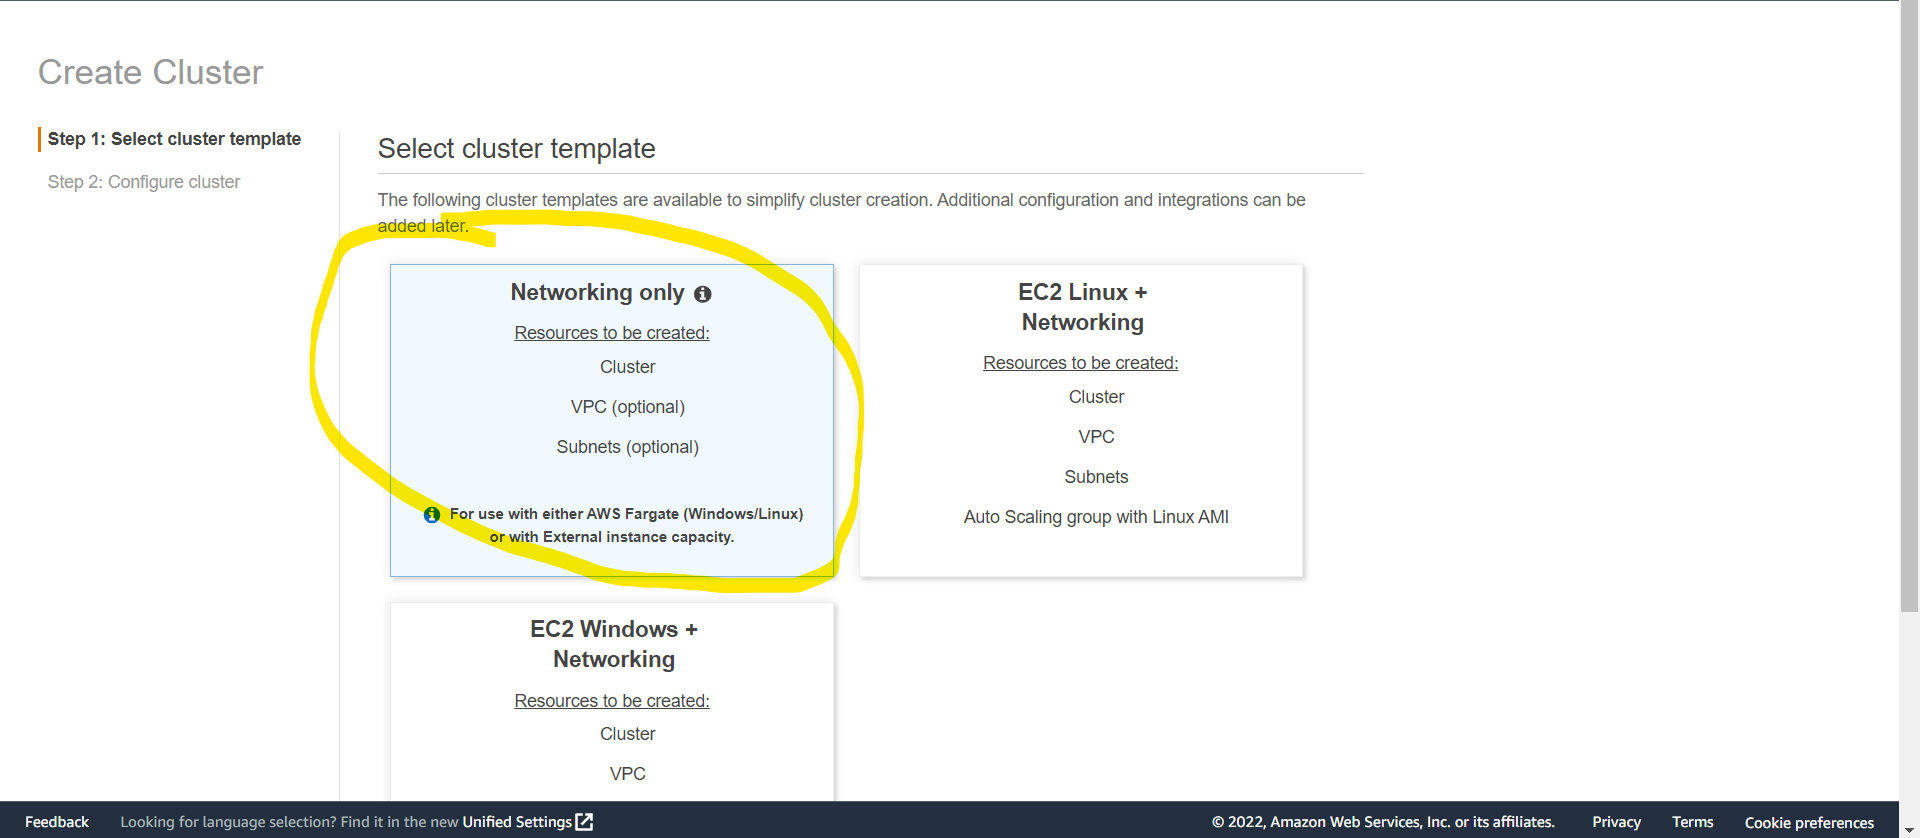 Create Cluster
Step 1: Select cluster template
Step 2: Configure cluster
Select cluster template
The following cluster templates are available to simplify cluster creation. Additional configuration and integrations can be
added later.
Networking only
Resources to be created:
Cluster
VPC (optional)
Subnets (optional)
For use with either AWS Fargate (Windows/Linux)
or with External instance capacity.
EC2 Linux +
Networking
Resources to be created:
Cluster
VPC
Subnets
Auto Scaling group with Linux AMI
EC2 Windows +
Networking
Resources to be created:
Cluster
VPC
Feedback
Looking for language selection? Find it in the new Unified Settings
© 2022, Amazon Web Services, Inc. or its affiliates.
Privacy
Terms
Cookie preferences